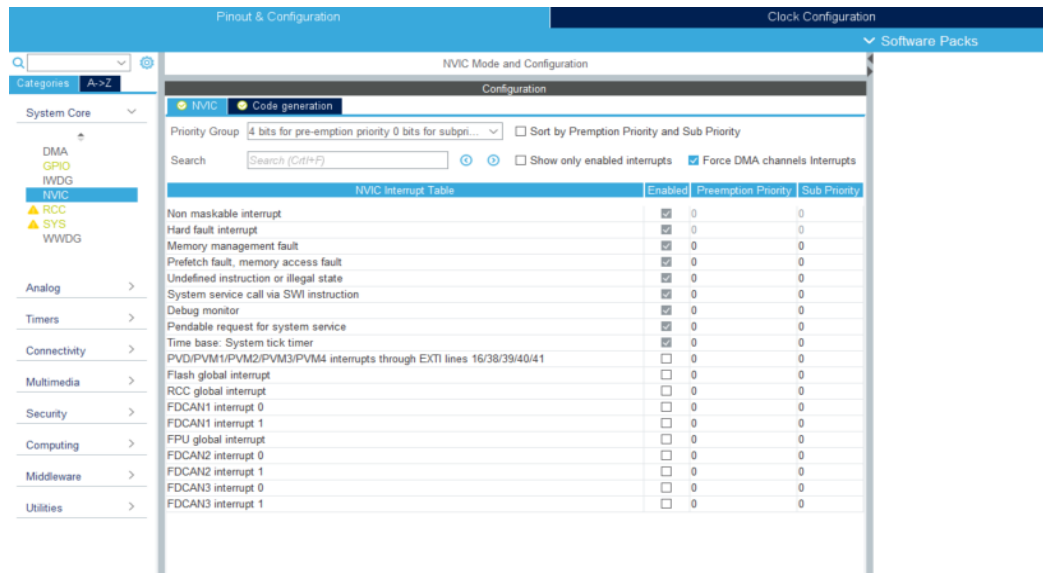 Pinout & Configuration
Clock Configuration
Software Packs
NVIC Mode and Configuration
Categories A->Z
Configuration
System Core
NVIC Code generation
Priority Group 4 bits for pre-emption priority 0 bits for subpri... Sort by Premption Priority and Sub Priority
Search Search (Crtl+F) Show only enabled interrupts Force DMA channels Interrupts
DMA
GPIO
IWDG
NVIC
RCC
SYS
WWDG
Analog
Timers
Connectivity
Multimedia
Security
Computing
Middleware
Utilities
NVIC Interrupt Table Enabled Preemption Priority Sub Priority
Non maskable interrupt 0 0
Hard fault interrupt 0 0
Memory management fault 0 0
Prefetch fault, memory access fault 0 0
Undefined instruction or illegal state 0 0
System service call via SWI instruction 0 0
Debug monitor 0 0
Pendable request for system service 0 0
Time base: System tick timer 0 0
PVD/PVM1/PVM2/PVM3/PVM4 interrupts through EXTI lines 16/38/39/40/41 0 0
Flash global interrupt 0 0
RCC global interrupt 0 0
FDCAN1 interrupt 0 0 0
FDCAN1 interrupt 1 0 0
FPU global interrupt 0 0
FDCAN2 interrupt 0 0 0
FDCAN2 interrupt 1 0 0
FDCAN3 interrupt 0 0 0
FDCAN3 interrupt 1 0 0